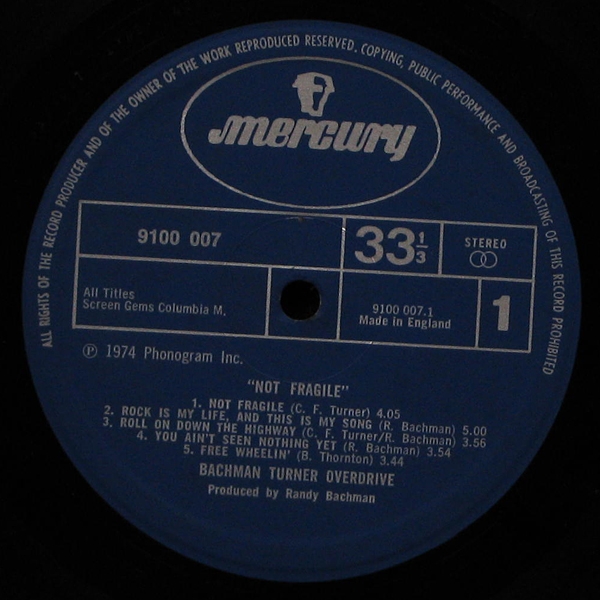 ALL RIGHTS OF THE RECORD PRODUCER AND OF THE OWNER OF THE WORK REPRODUCED RESERVED. COPYING, PUBLIC PERFORMANCE AND BROADCASTING OF THIS RECORD PROHIBITED
mercury
9100 007
33 1/3
STEREO
All Titles
Screen Gems Columbia M.
9100 007.1
Made in England
1
℗ 1974 Phonogram Inc.
"NOT FRAGILE"
1. NOT FRAGILE (C. F. Turner) 4.05
2. ROCK IS MY LIFE, AND THIS IS MY SONG (R. Bachman) 5.00
3. ROLL ON DOWN THE HIGHWAY (C. F. Turner/R. Bachman) 3.56
4. YOU AIN'T SEEN NOTHING YET (R. Bachman) 3.54
5. FREE WHEELIN' (B. Thornton) 3.44
BACHMAN TURNER OVERDRIVE
Produced by Randy Bachman